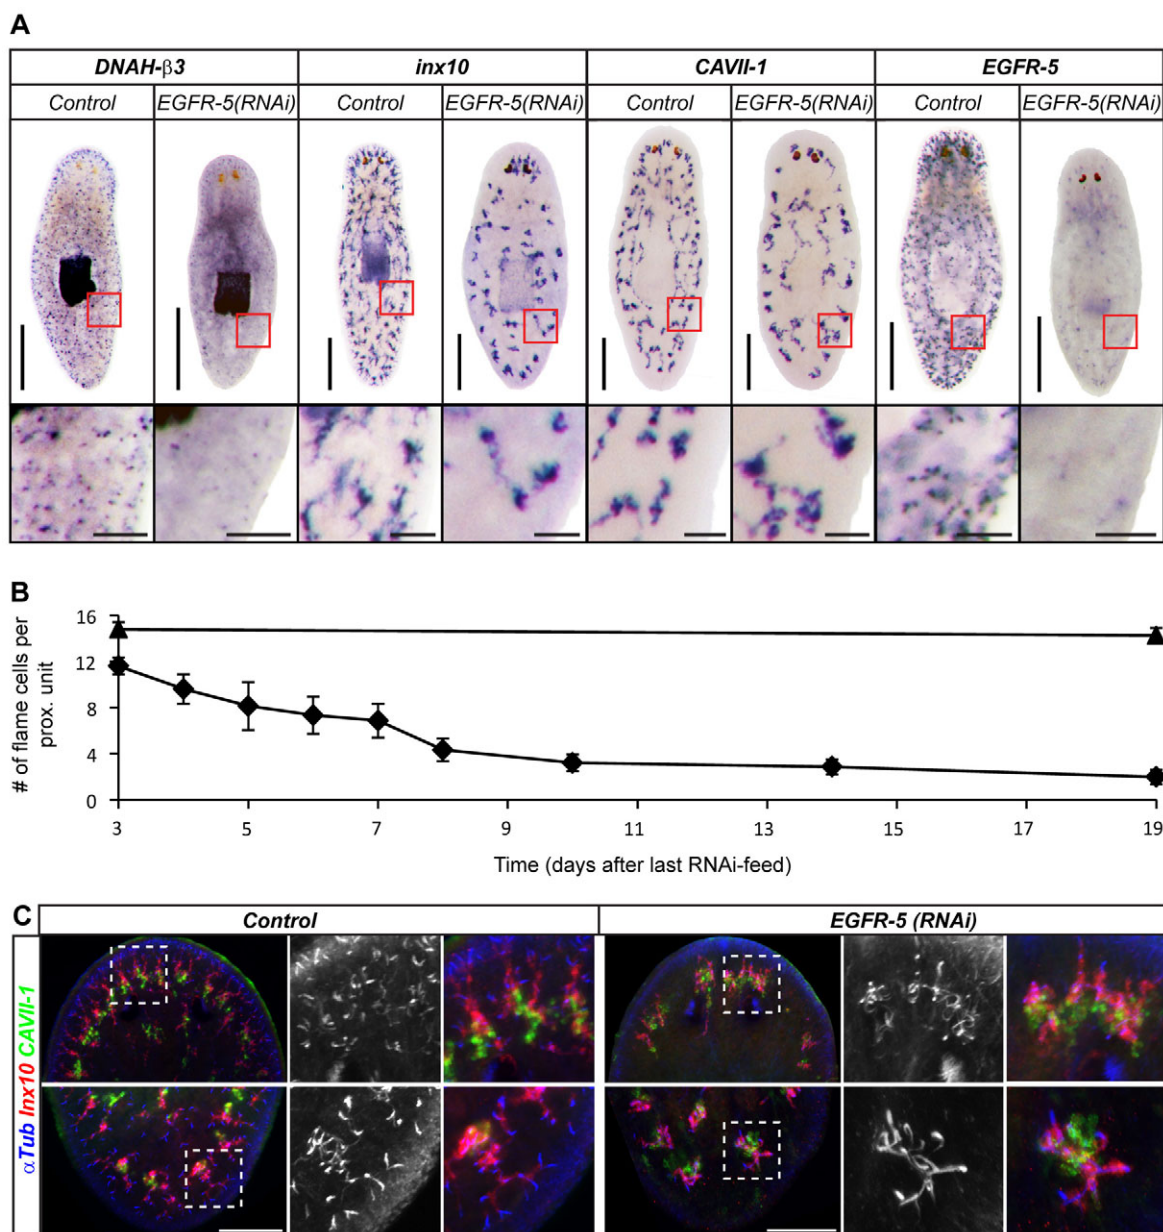 A
DNAH-β3 inx10 CAVII-1 EGFR-5
Control EGFR-5(RNAi) Control EGFR-5(RNAi) Control EGFR-5(RNAi) Control EGFR-5(RNAi)
B
# of flame cells per
prox. unit
16
12
8
4
0
3 5 7 9 11 13 15 17 19
Time (days after last RNAi-feed)
C
Control EGFR-5 (RNAi)
αTub Inx10 CAVII-1